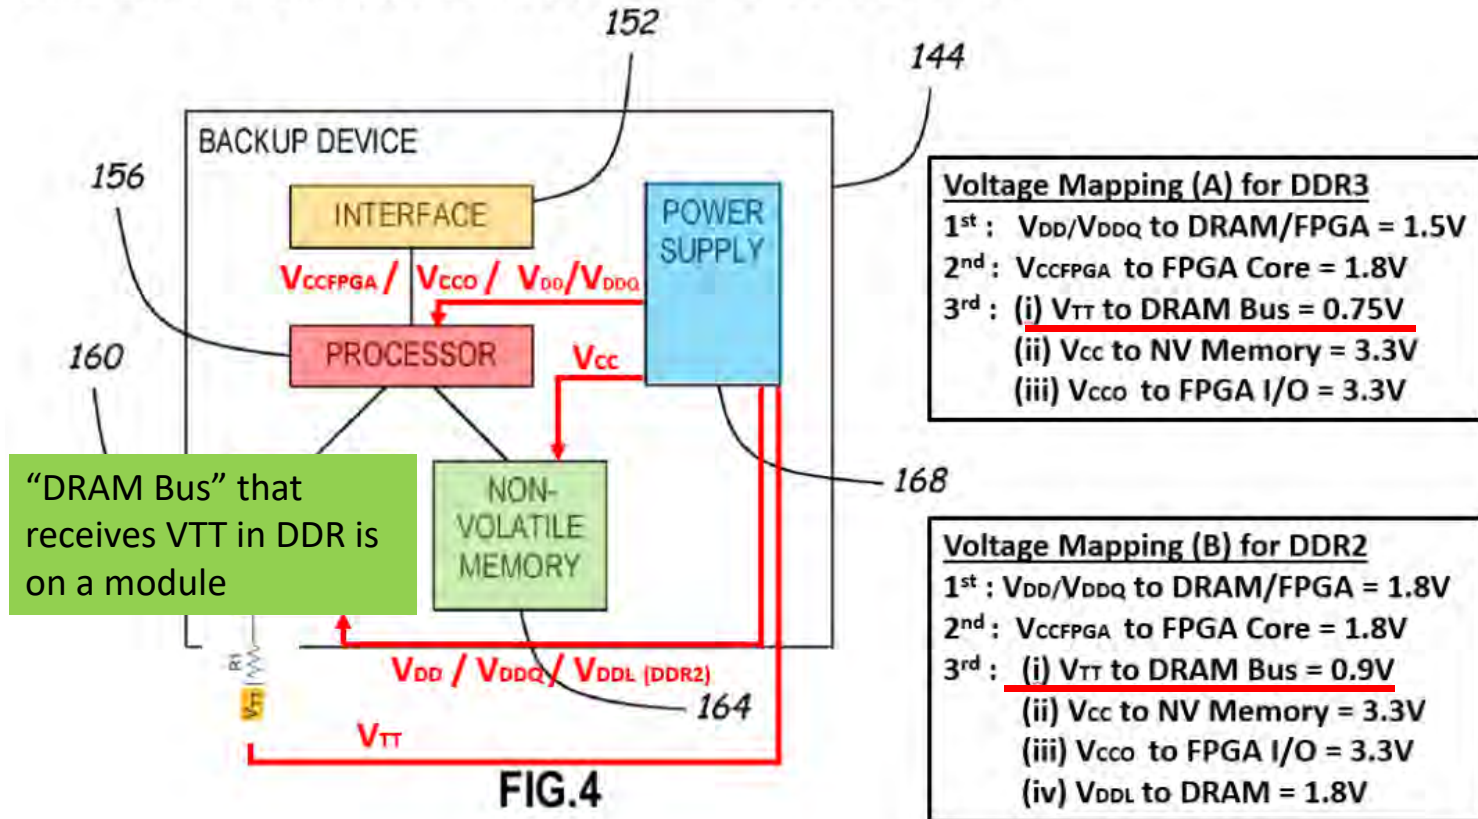 152
144
BACKUP DEVICE
156
INTERFACE
POWER
SUPPLY
VCCFPGA / VCCO / VDD/VDDQ
PROCESSOR
VCC
160
"DRAM Bus" that
receives VTT in DDR is
on a module
NON-
VOLATILE
MEMORY
168
R1
VTT
VDD / VDDQ / VDDL (DDR2)
164
VTT
FIG.4
Voltage Mapping (A) for DDR3
1st : VDD/VDDQ to DRAM/FPGA = 1.5V
2nd : VCCFPGA to FPGA Core = 1.8V
3rd : (i) VTT to DRAM Bus = 0.75V
(ii) Vcc to NV Memory = 3.3V
(iii) Vcco to FPGA I/O = 3.3V
Voltage Mapping (B) for DDR2
1st : VDD/VDDQ to DRAM/FPGA = 1.8V
2nd : VCCFPGA to FPGA Core = 1.8V
3rd : (i) VTT to DRAM Bus = 0.9V
(ii) Vcc to NV Memory = 3.3V
(iii) Vcco to FPGA I/O = 3.3V
(iv) VDDL to DRAM = 1.8V